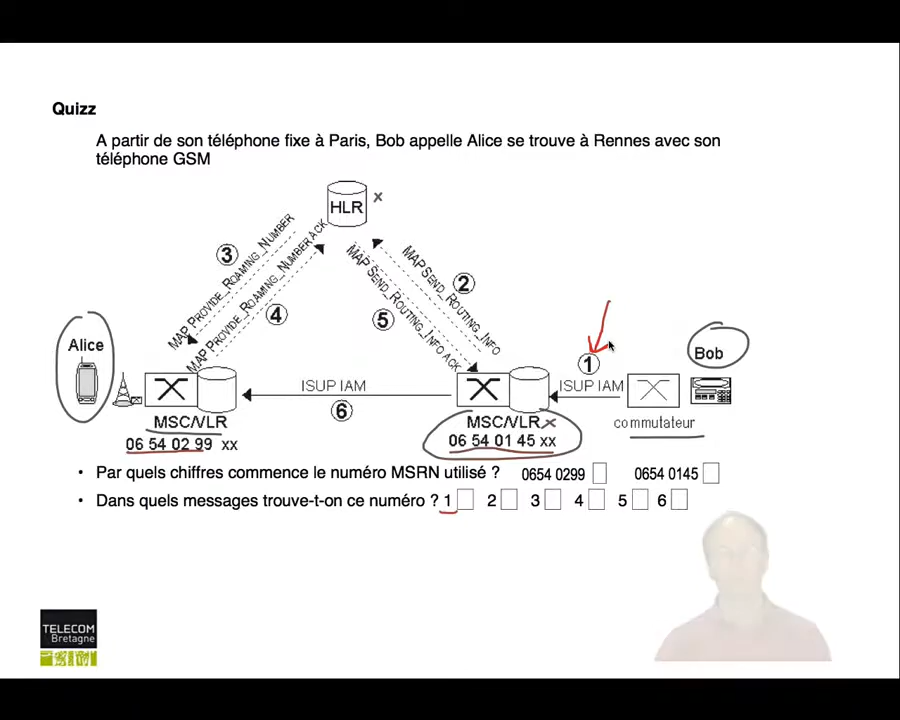 Quizz
A partir de son téléphone fixe à Paris, Bob appelle Alice se trouve à Rennes avec son
téléphone GSM
HLR
x
3
MAP PROVIDE_ROAMING_NUMBER
MAP PROVIDE_ROAMING_NUMBER ACK
4
MAP SEND_ROUTING_INFO
2
MAP SEND_ROUTING_INFO ACK
5
Alice
1
Bob
ISUP IAM
6
ISUP IAM
MSC/VLR
06 54 02 99 xx
MSC/VLR x
06 54 01 45 xx
commutateur
• Par quels chiffres commence le numéro MSRN utilisé ? 0654 0299 0654 0145
• Dans quels messages trouve-t-on ce numéro ? 1 2 3 4 5 6
TELECOM
Bretagne